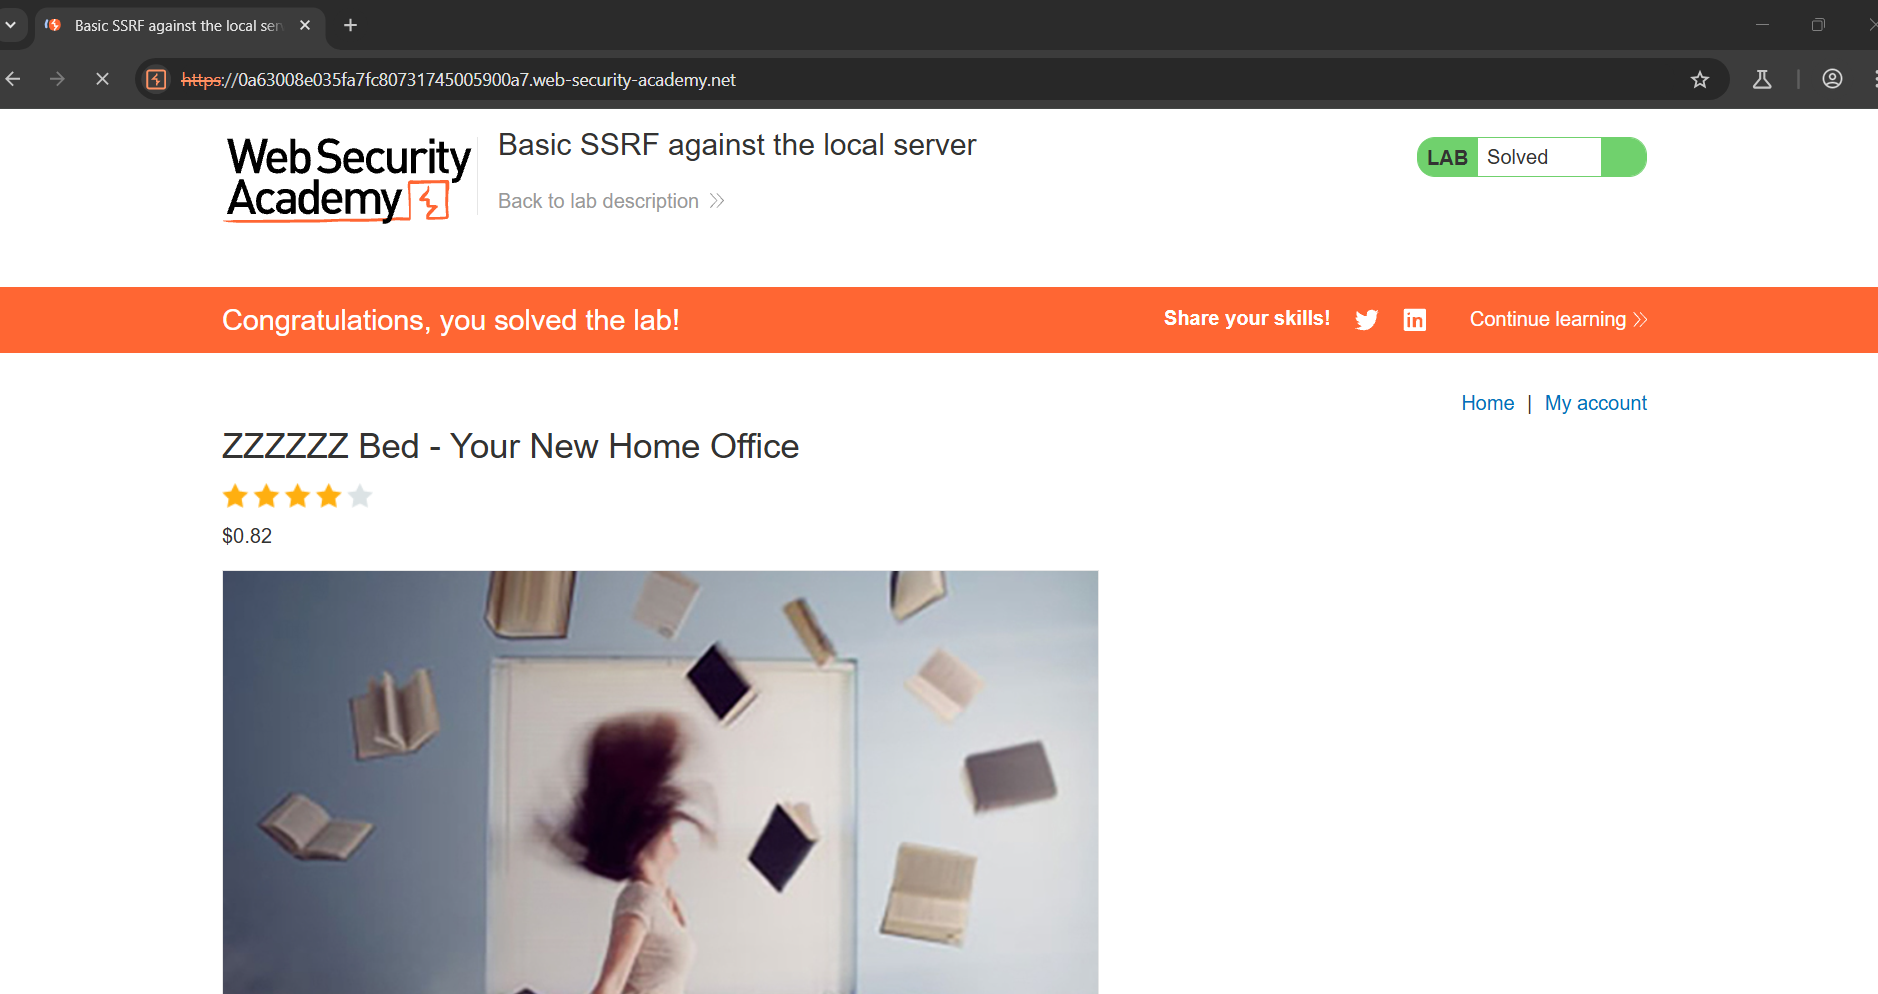 Basic SSRF against the local ser
https://0a63008e035fa7fc80731745005900a7.web-security-academy.net
Web Security
Academy
Basic SSRF against the local server
Back to lab description
LAB Solved
Congratulations, you solved the lab!
Share your skills!
Continue learning
Home | My account
ZZZZZZ Bed - Your New Home Office
$0.82